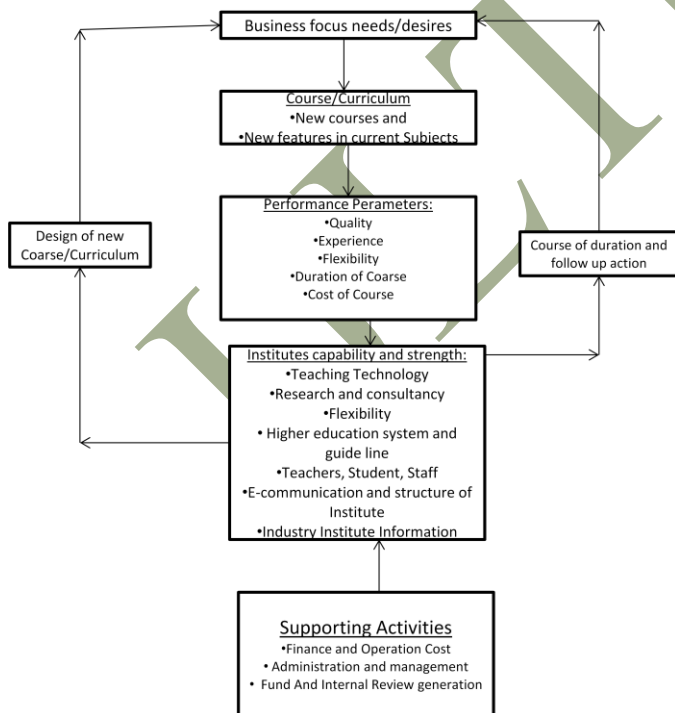 Business focus needs/desires
Course/Curriculum
•New courses and
•New features in current Subjects
Performance Perameters:
•Quality
•Experience
•Flexibility
•Duration of Coarse
•Cost of Course
Design of new
Coarse/Curriculum
Course of duration and
follow up action
Institutes capability and strength:
•Teaching Technology
•Research and consultancy
•Flexibility
• Higher education system and
guide line
•Teachers, Student, Staff
•E-communication and structure of
Institute
•Industry Institute Information
Supporting Activities
•Finance and Operation Cost
• Administration and management
• Fund And Internal Review generation